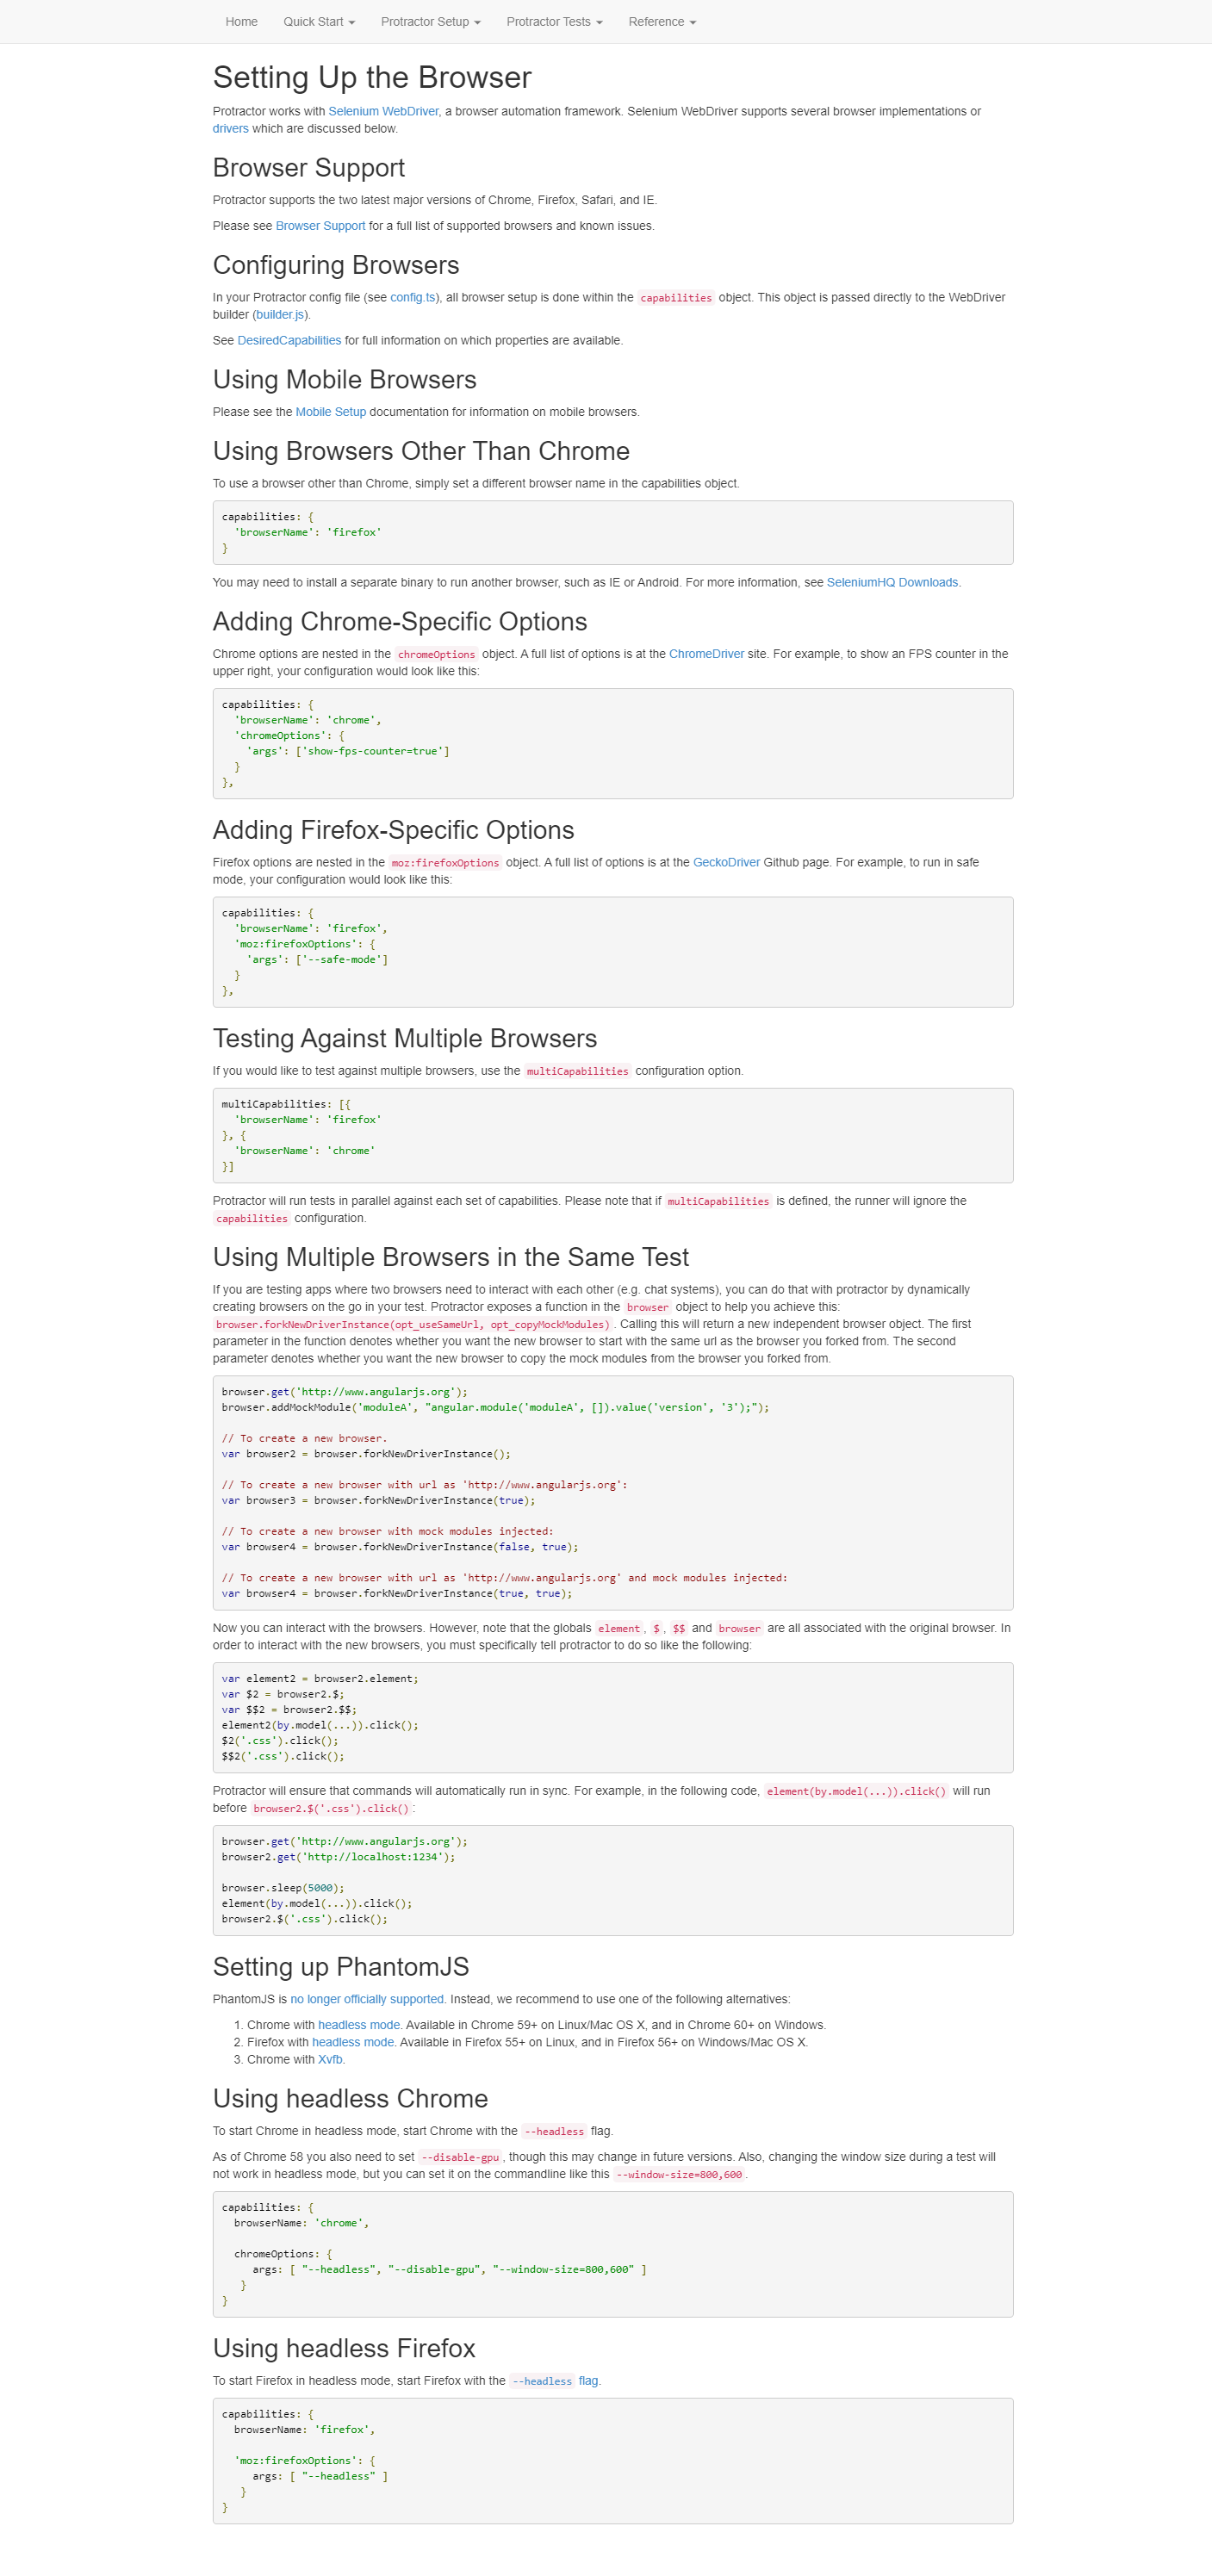 Home Quick Start Protractor Setup Protractor Tests Reference
Setting Up the Browser
Protractor works with Selenium WebDriver, a browser automation framework. Selenium WebDriver supports several browser implementations or
drivers which are discussed below.
Browser Support
Protractor supports the two latest major versions of Chrome, Firefox, Safari, and IE.
Please see Browser Support for a full list of supported browsers and known issues.
Configuring Browsers
In your Protractor config file (see config.ts), all browser setup is done within the capabilities object. This object is passed directly to the WebDriver
builder (builder.js).
See DesiredCapabilities for full information on which properties are available.
Using Mobile Browsers
Please see the Mobile Setup documentation for information on mobile browsers.
Using Browsers Other Than Chrome
To use a browser other than Chrome, simply set a different browser name in the capabilities object.
capabilities: {
  'browserName': 'firefox'
}
You may need to install a separate binary to run another browser, such as IE or Android. For more information, see SeleniumHQ Downloads.
Adding Chrome-Specific Options
Chrome options are nested in the chromeOptions object. A full list of options is at the ChromeDriver site. For example, to show an FPS counter in the
upper right, your configuration would look like this:
capabilities: {
  'browserName': 'chrome',
  'chromeOptions': {
    'args': ['show-fps-counter=true']
  }
},
Adding Firefox-Specific Options
Firefox options are nested in the moz:firefoxOptions object. A full list of options is at the GeckoDriver Github page. For example, to run in safe
mode, your configuration would look like this:
capabilities: {
  'browserName': 'firefox',
  'moz:firefoxOptions': {
    'args': ['--safe-mode']
  }
},
Testing Against Multiple Browsers
If you would like to test against multiple browsers, use the multiCapabilities configuration option.
multiCapabilities: [{
  'browserName': 'firefox'
}, {
  'browserName': 'chrome'
}]
Protractor will run tests in parallel against each set of capabilities. Please note that if multiCapabilities is defined, the runner will ignore the
capabilities configuration.
Using Multiple Browsers in the Same Test
If you are testing apps where two browsers need to interact with each other (e.g. chat systems), you can do that with protractor by dynamically
creating browsers on the go in your test. Protractor exposes a function in the browser object to help you achieve this:
browser.forkNewDriverInstance(opt_useSameUrl, opt_copyMockModules). Calling this will return a new independent browser object. The first
parameter in the function denotes whether you want the new browser to start with the same url as the browser you forked from. The second
parameter denotes whether you want the new browser to copy the mock modules from the browser you forked from.
browser.get('http://www.angularjs.org');
browser.addMockModule('moduleA', "angular.module('moduleA', []).value('version', '3');");
// To create a new browser.
var browser2 = browser.forkNewDriverInstance();
// To create a new browser with url as 'http://www.angularjs.org':
var browser3 = browser.forkNewDriverInstance(true);
// To create a new browser with mock modules injected:
var browser4 = browser.forkNewDriverInstance(false, true);
// To create a new browser with url as 'http://www.angularjs.org' and mock modules injected:
var browser4 = browser.forkNewDriverInstance(true, true);
Now you can interact with the browsers. However, note that the globals element, $, $$ and browser are all associated with the original browser. In
order to interact with the new browsers, you must specifically tell protractor to do so like the following:
var element2 = browser2.element;
var $2 = browser2.$;
var $$2 = browser2.$$;
element2(by.model(...)).click();
$2('.css').click();
$$2('.css').click();
Protractor will ensure that commands will automatically run in sync. For example, in the following code, element(by.model(...)).click() will run
before browser2.$('.css').click():
browser.get('http://www.angularjs.org');
browser2.get('http://localhost:1234');
browser.sleep(5000);
element(by.model(...)).click();
browser2.$('.css').click();
Setting up PhantomJS
PhantomJS is no longer officially supported. Instead, we recommend to use one of the following alternatives:
1. Chrome with headless mode. Available in Chrome 59+ on Linux/Mac OS X, and in Chrome 60+ on Windows.
2. Firefox with headless mode. Available in Firefox 55+ on Linux, and in Firefox 56+ on Windows/Mac OS X.
3. Chrome with Xvfb.
Using headless Chrome
To start Chrome in headless mode, start Chrome with the --headless flag.
As of Chrome 58 you also need to set --disable-gpu, though this may change in future versions. Also, changing the window size during a test will
not work in headless mode, but you can set it on the commandline like this --window-size=800,600.
capabilities: {
  browserName: 'chrome',
  chromeOptions: {
     args: [ "--headless", "--disable-gpu", "--window-size=800,600" ]
   }
}
Using headless Firefox
To start Firefox in headless mode, start Firefox with the --headless flag.
capabilities: {
  browserName: 'firefox',
  'moz:firefoxOptions': {
     args: [ "--headless" ]
   }
}